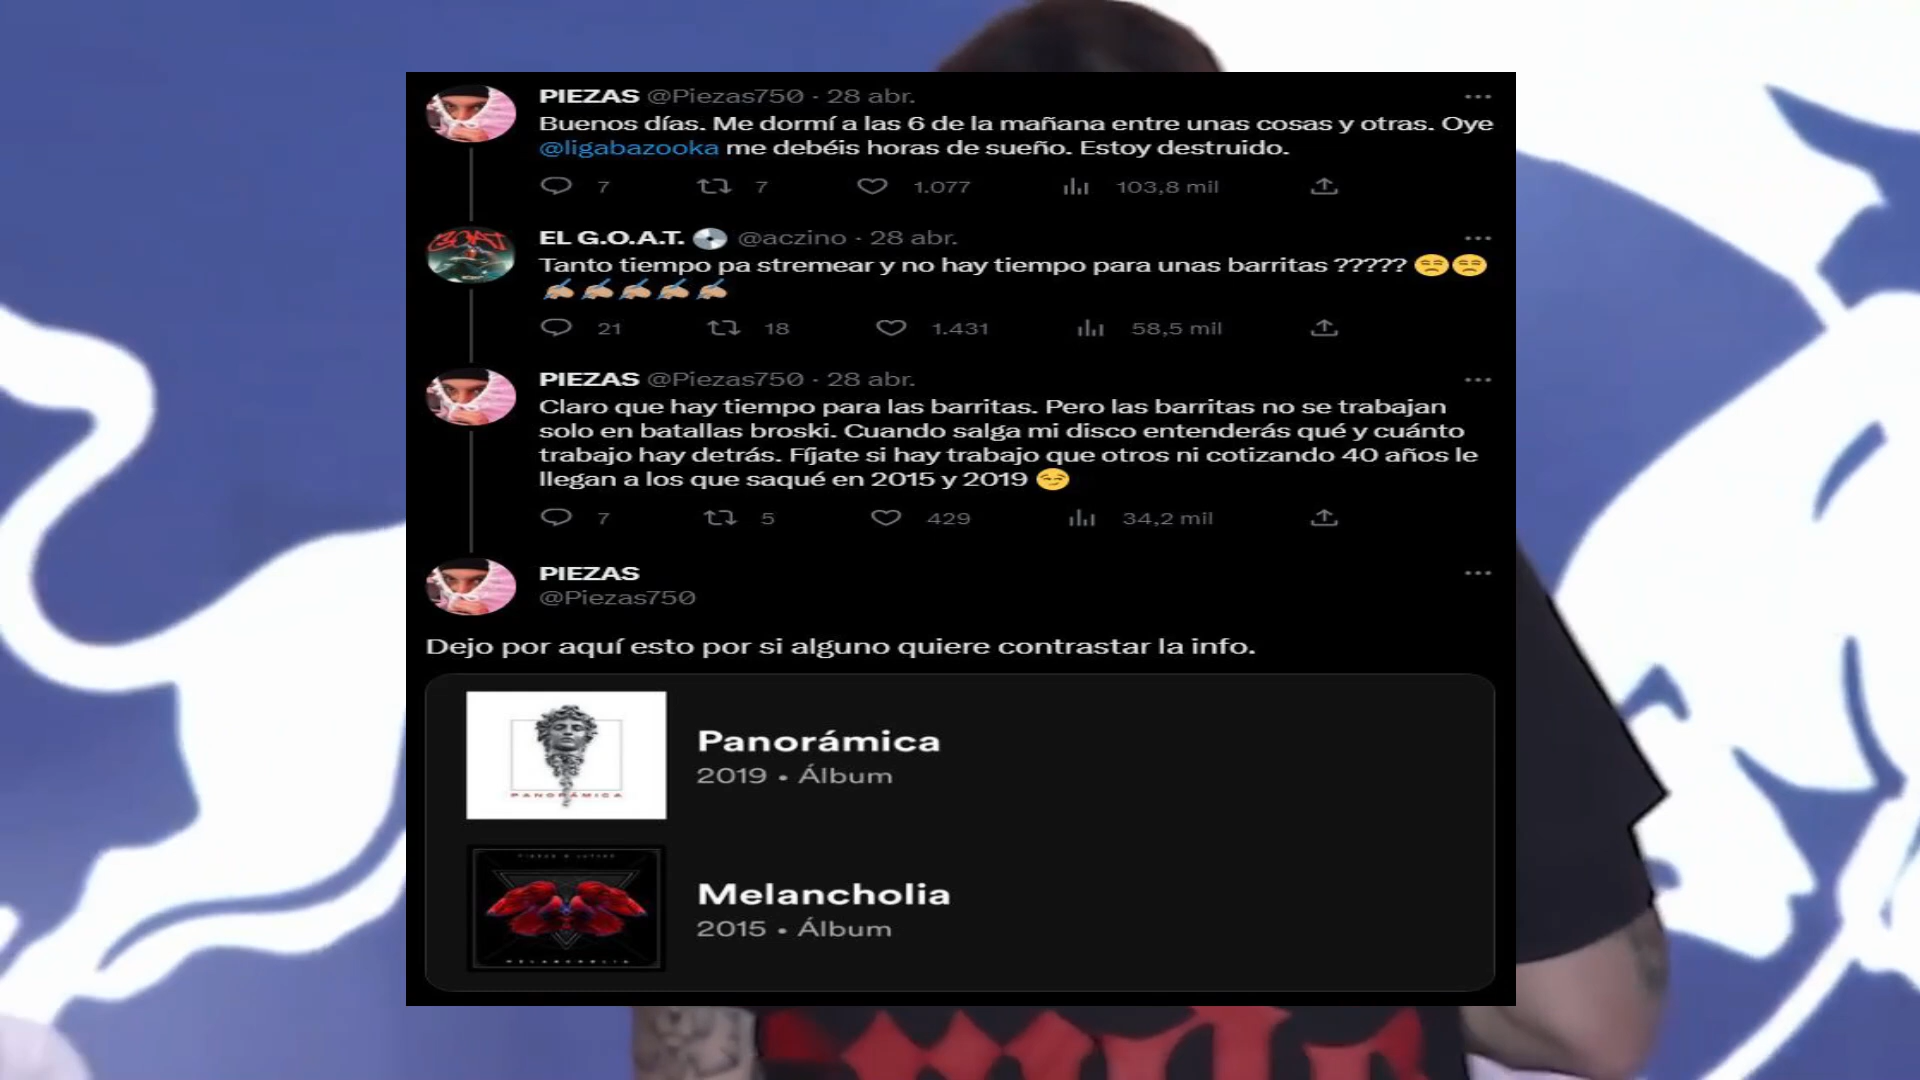 PIEZAS @Piezas750 · 28 abr.
Buenos días. Me dormí a las 6 de la mañana entre unas cosas y otras. Oye
@ligabazooka me debéis horas de sueño. Estoy destruido.
7 7 1.077 103,8 mil
GOAT
EL G.O.A.T. 💿 @aczino · 28 abr.
Tanto tiempo pa stremear y no hay tiempo para unas barritas ????? 😒😒
✍🏼✍🏼✍🏼✍🏼✍🏼
21 18 1.431 58,5 mil
PIEZAS @Piezas750 · 28 abr.
Claro que hay tiempo para las barritas. Pero las barritas no se trabajan
solo en batallas broski. Cuando salga mi disco entenderás qué y cuánto
trabajo hay detrás. Fíjate si hay trabajo que otros ni cotizando 40 años le
llegan a los que saqué en 2015 y 2019 😏
7 5 429 34,2 mil
PIEZAS
@Piezas750
Dejo por aquí esto por si alguno quiere contrastar la info.
PANORÁMICA
Panorámica
2019 • Álbum
Melancholia
2015 • Álbum
MELANCHOLIA